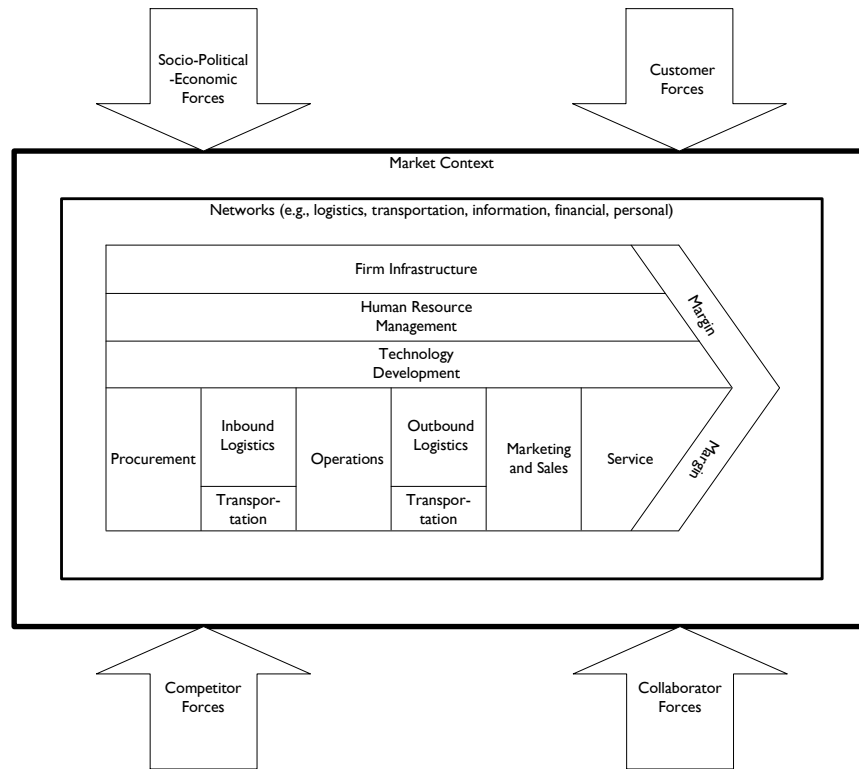 Socio-Political
-Economic
Forces
Customer
Forces
Market Context
Networks (e.g., logistics, transportation, information, financial, personal)
Firm Infrastructure
Human Resource
Management
Technology
Development
Margin
Procurement
Inbound
Logistics
Transpor-
tation
Operations
Outbound
Logistics
Transpor-
tation
Marketing
and Sales
Service
Margin
Competitor
Forces
Collaborator
Forces